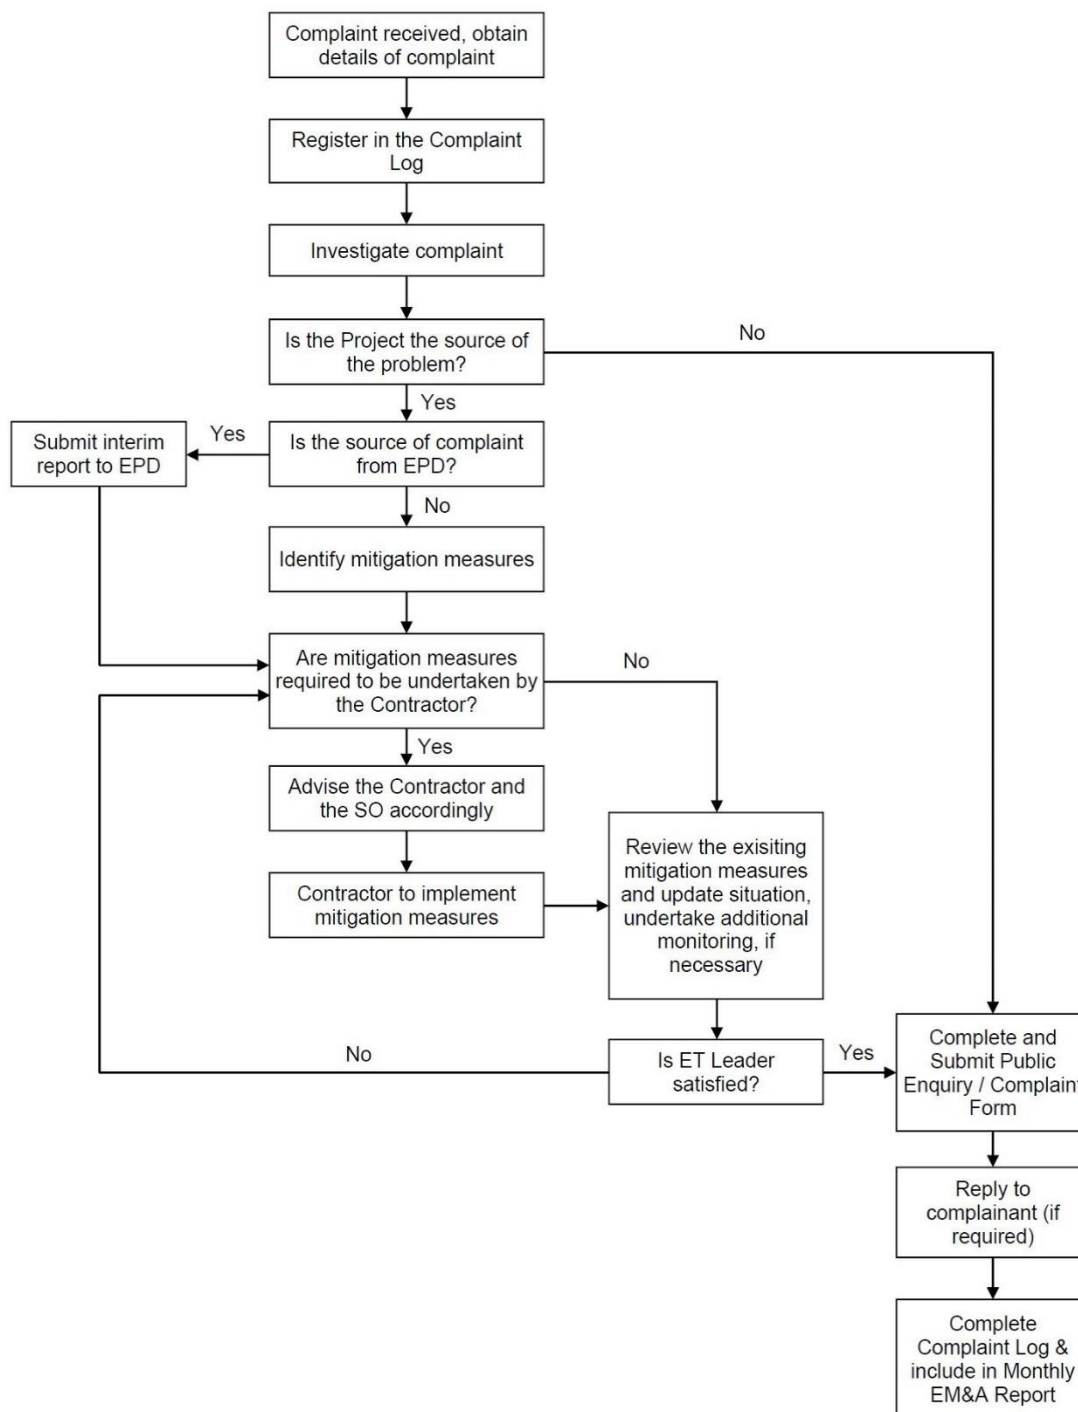 Complaint received, obtain
details of complaint
Register in the Complaint
Log
Investigate complaint
Is the Project the source of
the problem?
No
Yes
Submit interim
report to EPD
Yes
Is the source of complaint
from EPD?
No
Identify mitigation measures
Are mitigation measures
required to be undertaken by
the Contractor?
No
Yes
Advise the Contractor and
the SO accordingly
Contractor to implement
mitigation measures
Review the exisiting
mitigation measures
and update situation,
undertake additional
monitoring, if
necessary
No
Is ET Leader
satisfied?
Yes
Complete and
Submit Public
Enquiry / Complaint
Form
Reply to
complainant (if
required)
Complete
Complaint Log &
include in Monthly
EM&A Report